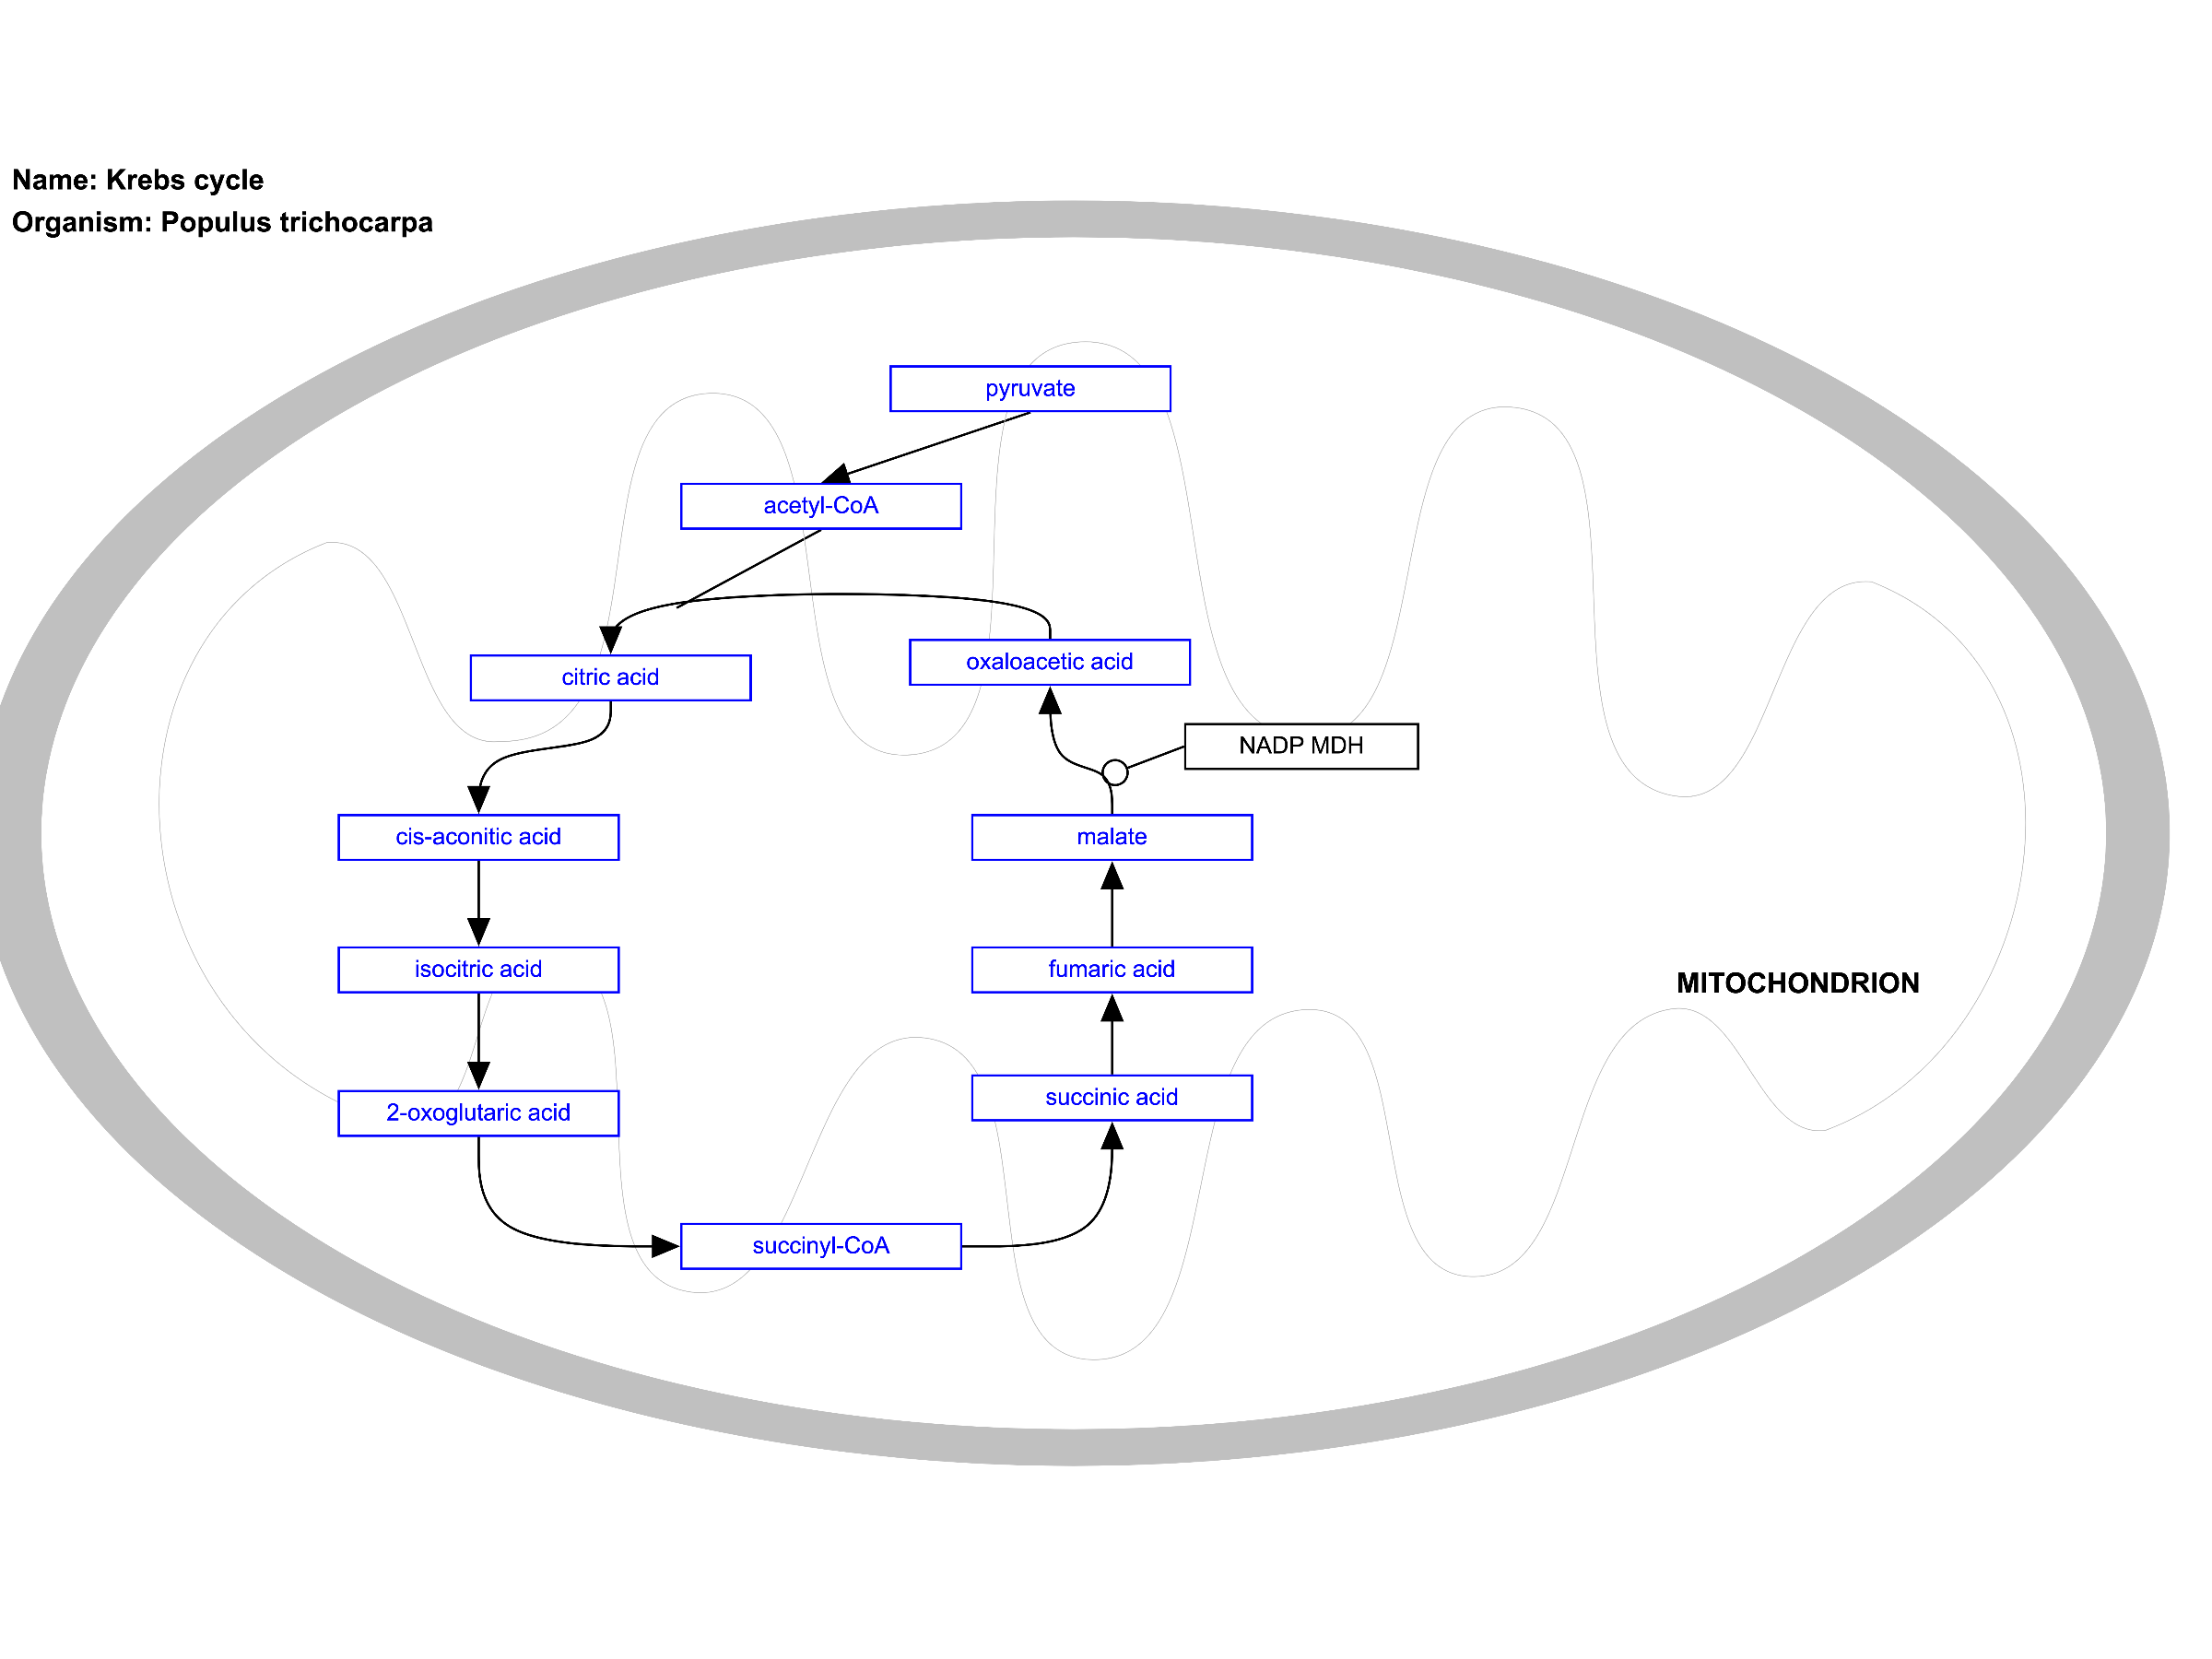 Name: Krebs cycle
Organism: Populus trichocarpa
pyruvate
acetyl-CoA
oxaloacetic acid
citric acid
NADP MDH
cis-aconitic acid
malate
isocitric acid
fumaric acid
MITOCHONDRION
2-oxoglutaric acid
succinic acid
succinyl-CoA